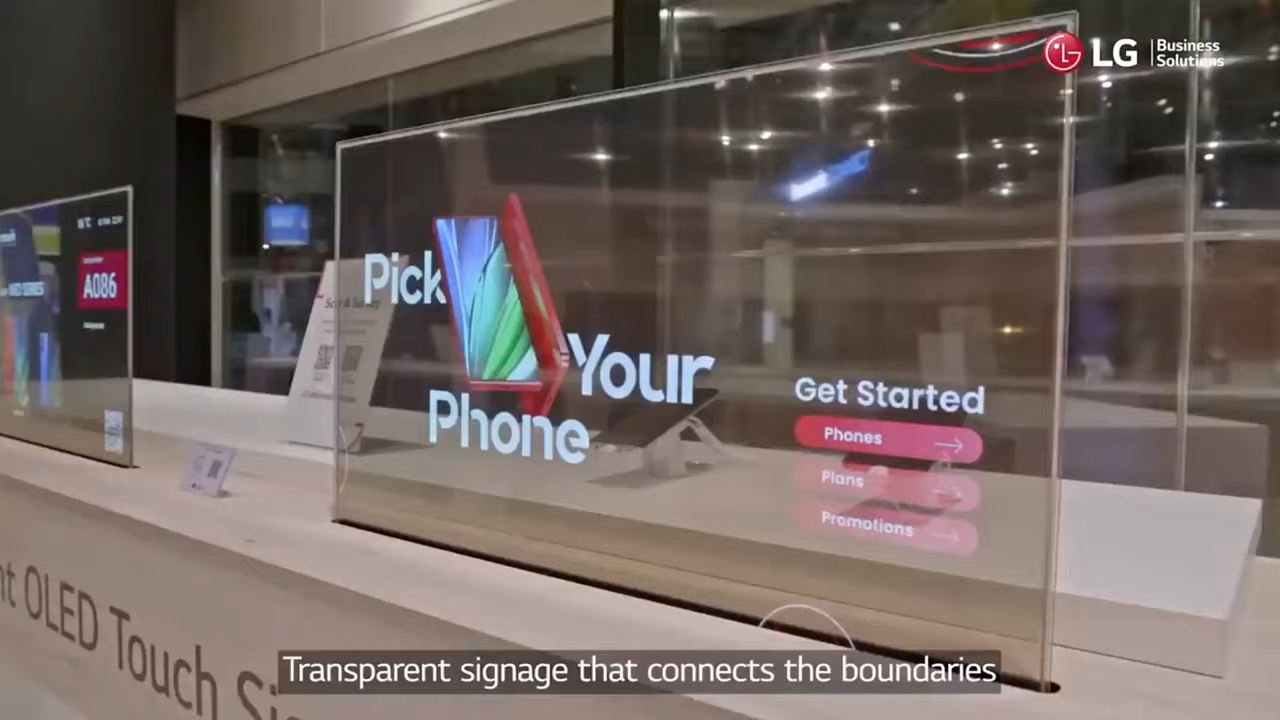 LG Business Solutions
A086
Pick
Your
Phone
Get Started
Phones
Plans
Promotions
OLED Touch
Transparent signage that connects the boundaries